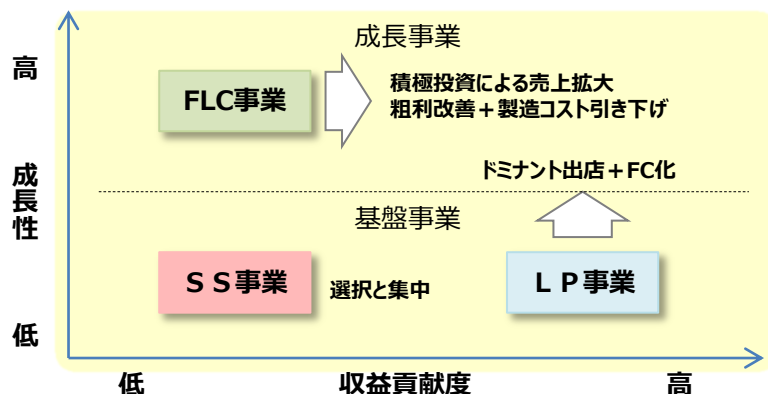 成長事業
高
FLC事業
積極投資による売上拡大
粗利改善＋製造コスト引き下げ
成長性
ドミナント出店＋FC化
基盤事業
ＳＳ事業
選択と集中
ＬＰ事業
低
低
収益貢献度
高